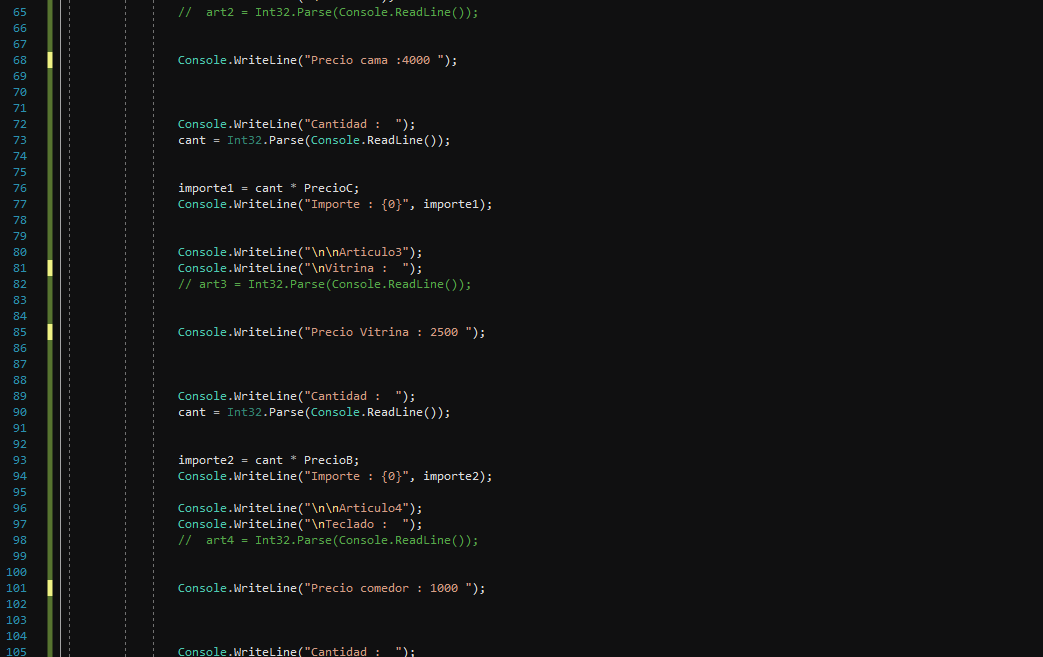 65 // art2 = Int32.Parse(Console.ReadLine());
66
67
68 Console.WriteLine("Precio cama :4000 ");
69
70
71
72 Console.WriteLine("Cantidad :  ");
73 cant = Int32.Parse(Console.ReadLine());
74
75
76 importe1 = cant * PrecioC;
77 Console.WriteLine("Importe : {0}", importe1);
78
79
80 Console.WriteLine("\n\nArticulo3");
81 Console.WriteLine("\nVitrina :  ");
82 // art3 = Int32.Parse(Console.ReadLine());
83
84
85 Console.WriteLine("Precio Vitrina : 2500 ");
86
87
88
89 Console.WriteLine("Cantidad :  ");
90 cant = Int32.Parse(Console.ReadLine());
91
92
93 importe2 = cant * PrecioB;
94 Console.WriteLine("Importe : {0}", importe2);
95
96 Console.WriteLine("\n\nArticulo4");
97 Console.WriteLine("\nTeclado :  ");
98 //  art4 = Int32.Parse(Console.ReadLine());
99
100
101 Console.WriteLine("Precio comedor : 1000 ");
102
103
104
105 Console.WriteLine("Cantidad :  ");